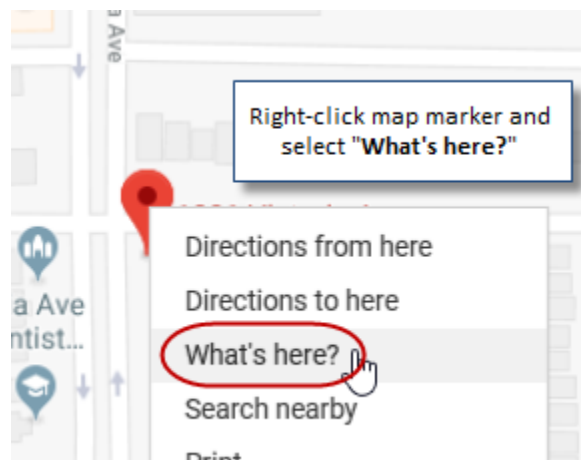 a Ave
Right-click map marker and
select "What's here?"
Directions from here
a Ave
Directions to here
ntist...
What's here?
Search nearby
Print